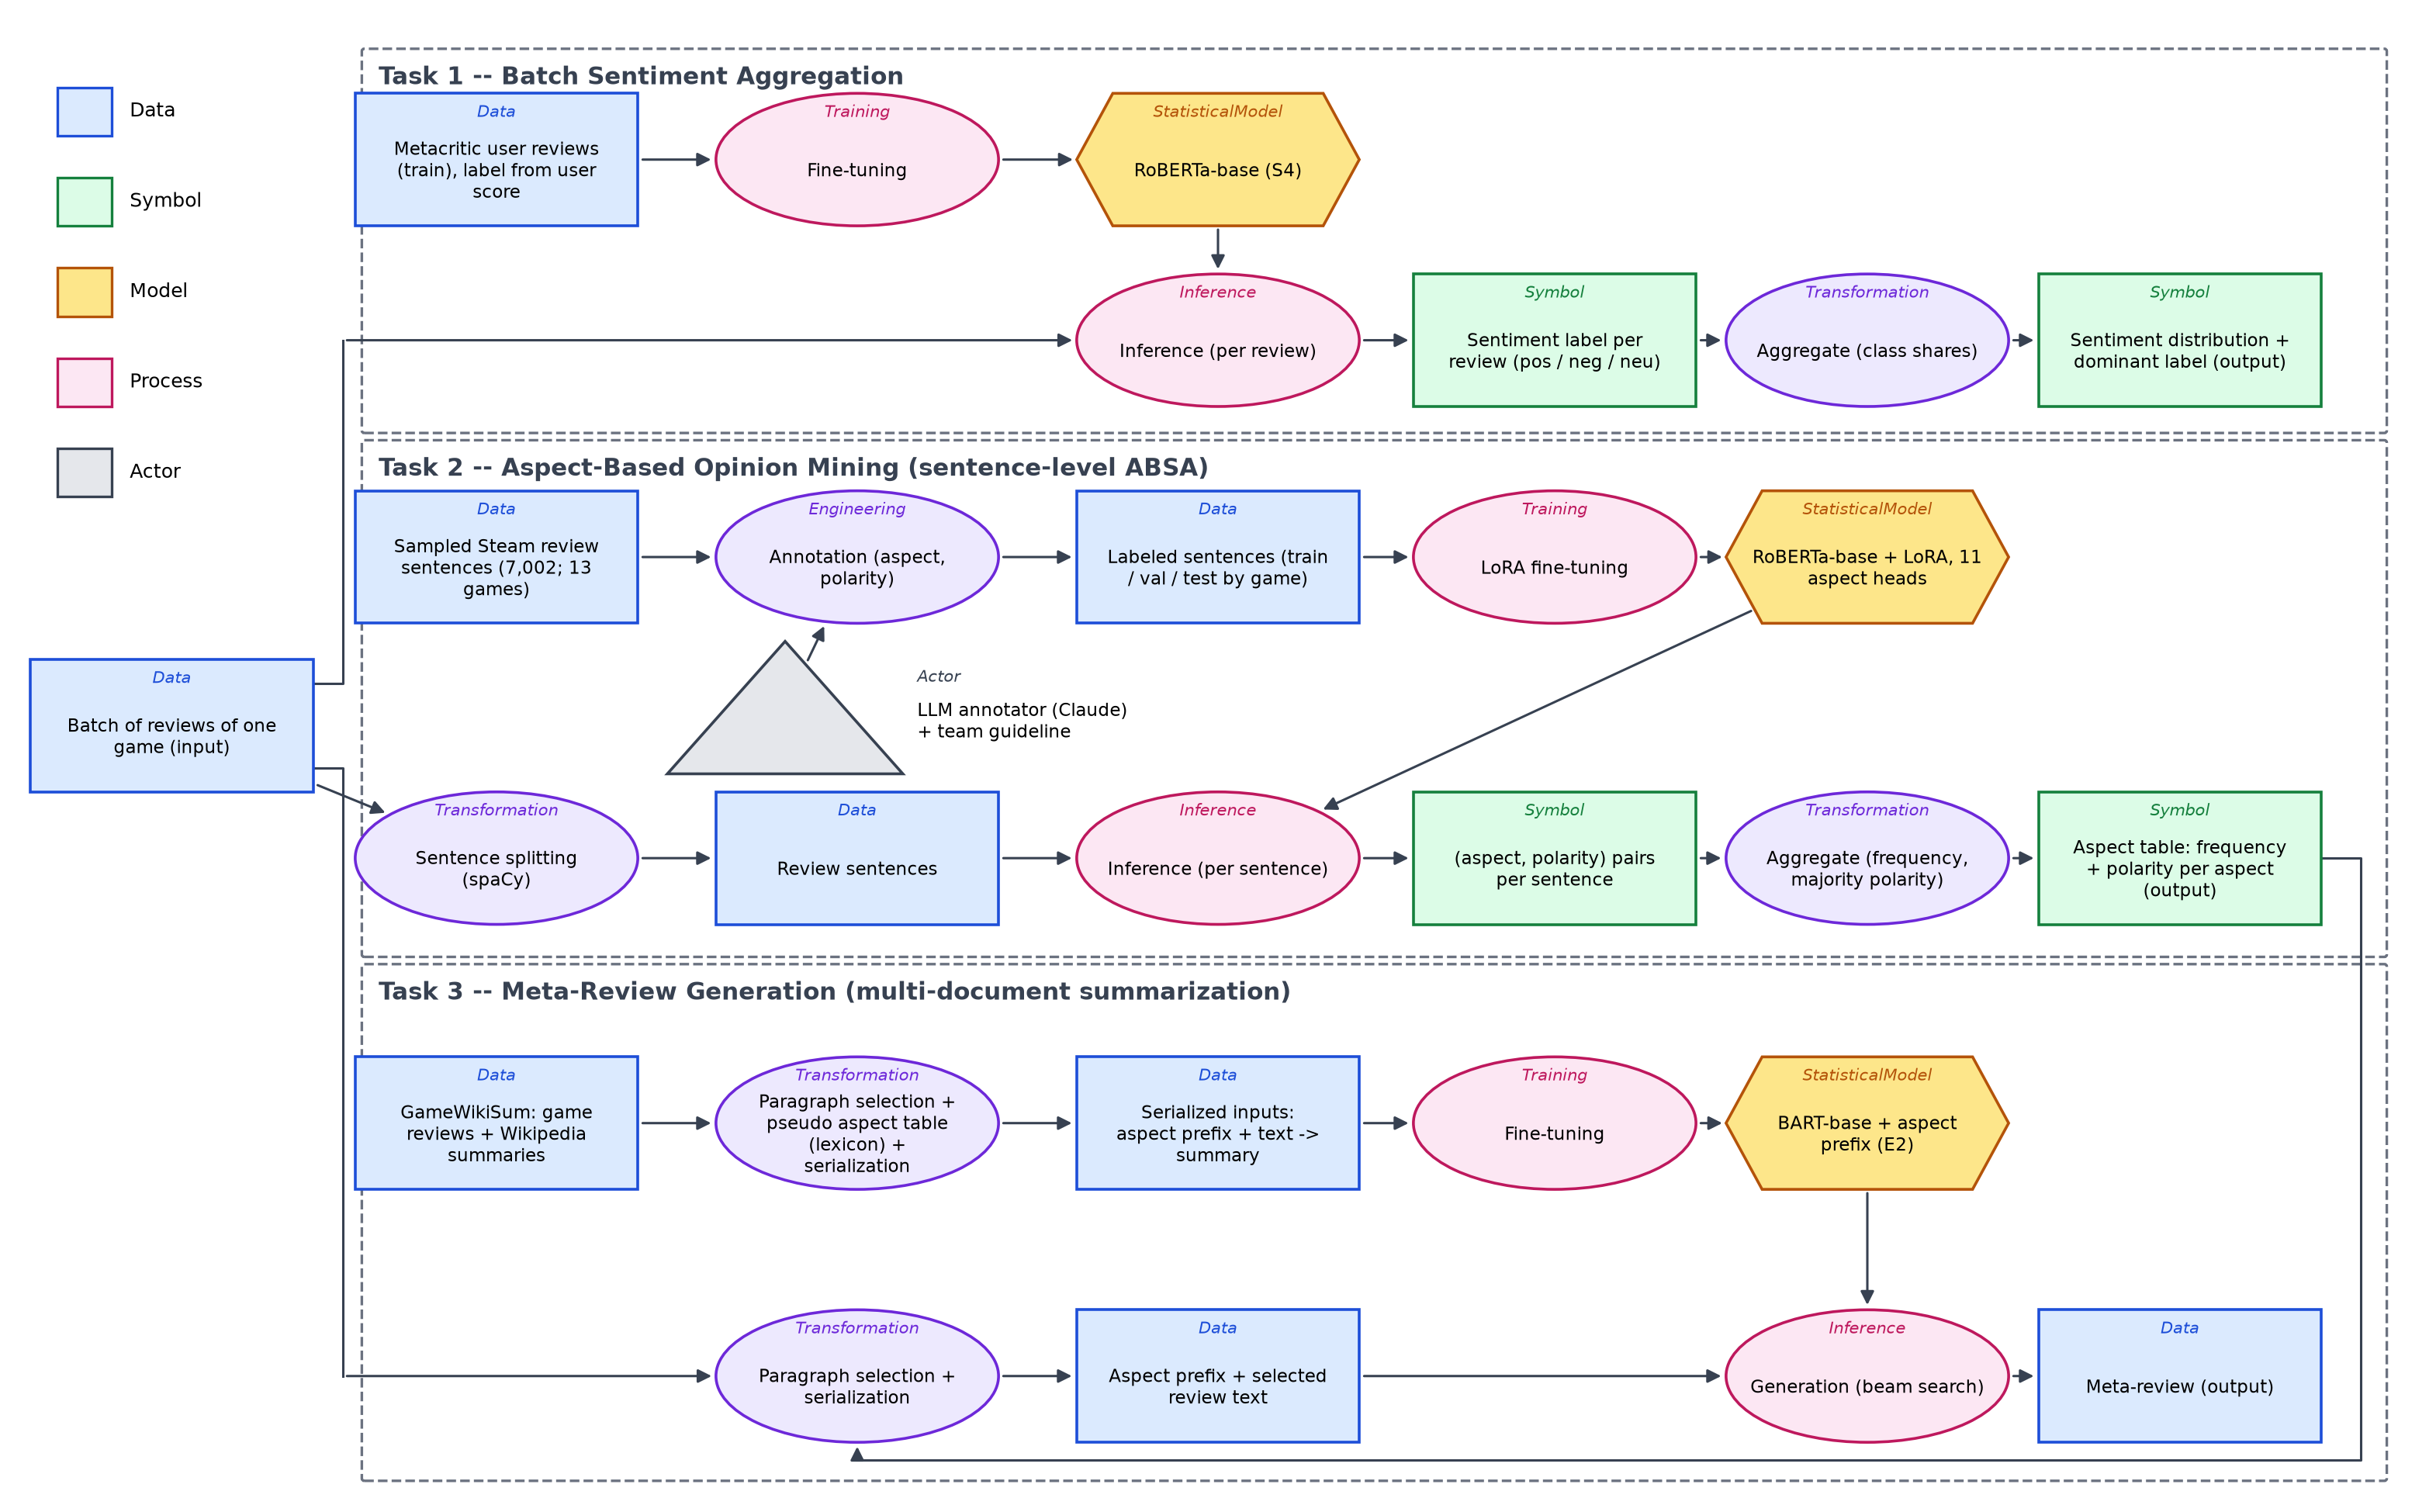 Data
Symbol
Model
Process
Actor
Data
Batch of reviews of one
game (input)
Task 1 -- Batch Sentiment Aggregation
Data
Metacritic user reviews
(train), label from user
score
Training
Fine-tuning
StatisticalModel
RoBERTa-base (S4)
Inference
Inference (per review)
Symbol
Sentiment label per
review (pos / neg / neu)
Transformation
Aggregate (class shares)
Symbol
Sentiment distribution +
dominant label (output)
Task 2 -- Aspect-Based Opinion Mining (sentence-level ABSA)
Data
Sampled Steam review
sentences (7,002; 13
games)
Engineering
Annotation (aspect,
polarity)
Data
Labeled sentences (train
/ val / test by game)
Training
LoRA fine-tuning
StatisticalModel
RoBERTa-base + LoRA, 11
aspect heads
Actor
LLM annotator (Claude)
+ team guideline
Transformation
Sentence splitting
(spaCy)
Data
Review sentences
Inference
Inference (per sentence)
Symbol
(aspect, polarity) pairs
per sentence
Transformation
Aggregate (frequency,
majority polarity)
Symbol
Aspect table: frequency
+ polarity per aspect
(output)
Task 3 -- Meta-Review Generation (multi-document summarization)
Data
GameWikiSum: game
reviews + Wikipedia
summaries
Transformation
Paragraph selection +
pseudo aspect table
(lexicon) +
serialization
Data
Serialized inputs:
aspect prefix + text ->
summary
Training
Fine-tuning
StatisticalModel
BART-base + aspect
prefix (E2)
Transformation
Paragraph selection +
serialization
Data
Aspect prefix + selected
review text
Inference
Generation (beam search)
Data
Meta-review (output)